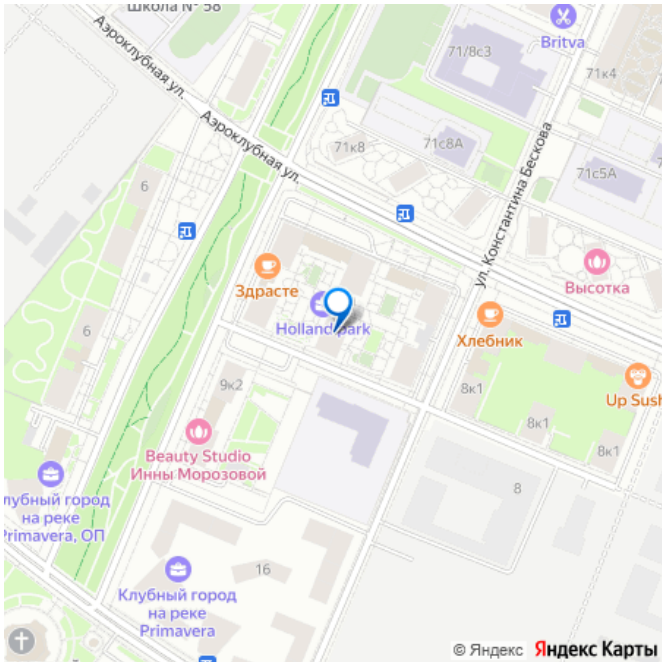 Школа № 58
Britva
71/8с3
71к4
Аэроклубная ул.
Аэроклубная ул.
71к8
71с8А
71с5А
ул. Константина Бескова
6
Высотка
Здрасте
Holland park
Хлебник
6
9к2
8к1
8к1
Up Sush
8к1
Beauty Studio
Инны Морозовой
лубный город
на реке
Primavera, ОП
8
16
Клубный город
на реке
Primavera
© Яндекс Яндекс Карты